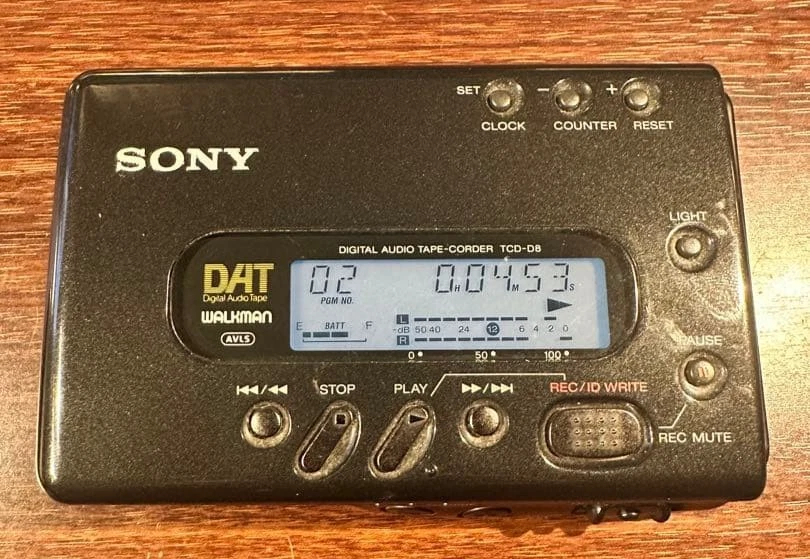 SET − +
CLOCK COUNTER RESET
SONY
LIGHT
DIGITAL AUDIO TAPE-CORDER TCD-D8
DAT
Digital Audio Tape
WALKMAN
AVLS
02 0H04M53S
PGM NO.
E BATT F
L
-dB 50 40 24 12 6 4 2 0
R
0 50 100
PAUSE
STOP PLAY REC/ID WRITE
REC MUTE